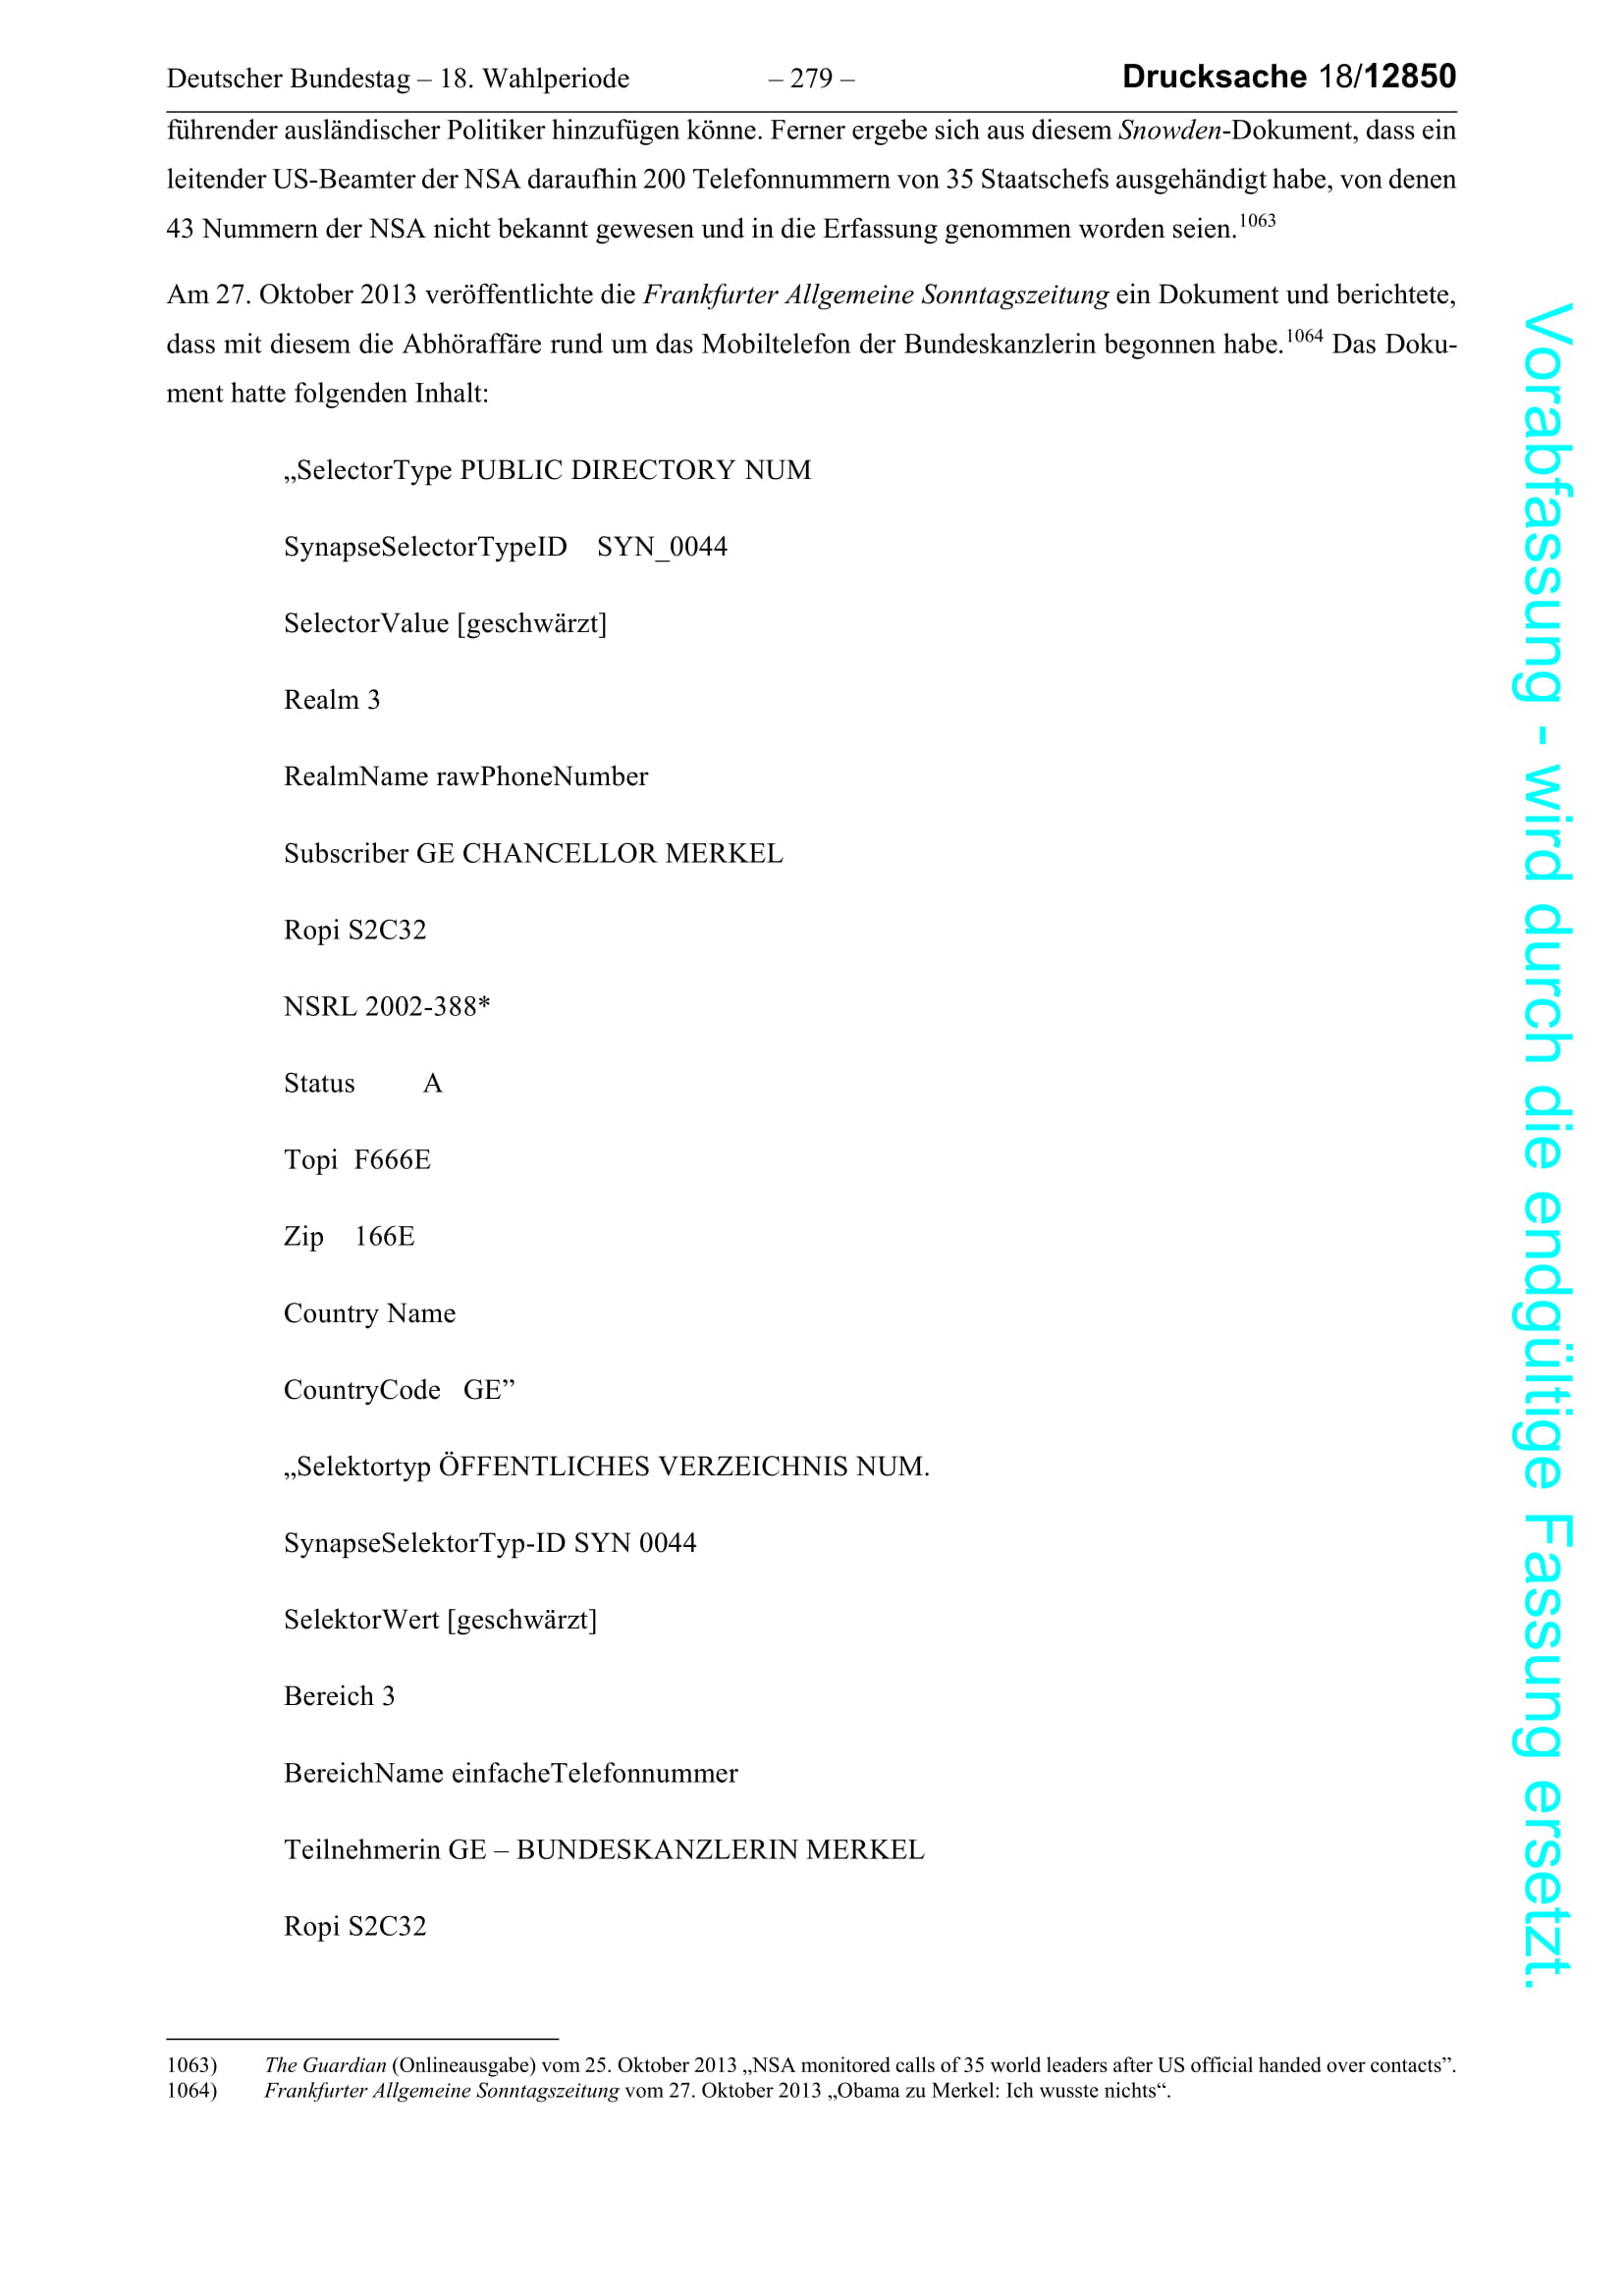 Deutscher Bundestag – 18. Wahlperiode – 279 – Drucksache 18/12850
führender ausländischer Politiker hinzufügen könne. Ferner ergebe sich aus diesem Snowden-Dokument, dass ein
leitender US-Beamter der NSA daraufhin 200 Telefonnummern von 35 Staatschefs ausgehändigt habe, von denen
43 Nummern der NSA nicht bekannt gewesen und in die Erfassung genommen worden seien.1063
Am 27. Oktober 2013 veröffentlichte die Frankfurter Allgemeine Sonntagszeitung ein Dokument und berichtete,
dass mit diesem die Abhöraffäre rund um das Mobiltelefon der Bundeskanzlerin begonnen habe.1064 Das Doku-
ment hatte folgenden Inhalt:
„SelectorType PUBLIC DIRECTORY NUM
SynapseSelectorTypeID SYN_0044
SelectorValue [geschwärzt]
Realm 3
RealmName rawPhoneNumber
Subscriber GE CHANCELLOR MERKEL
Ropi S2C32
NSRL 2002-388*
Status A
Topi F666E
Zip 166E
Country Name
CountryCode GE”
„Selektortyp ÖFFENTLICHES VERZEICHNIS NUM.
SynapseSelektorTyp-ID SYN 0044
SelektorWert [geschwärzt]
Bereich 3
BereichName einfacheTelefonnummer
Teilnehmerin GE – BUNDESKANZLERIN MERKEL
Ropi S2C32
1063) The Guardian (Onlineausgabe) vom 25. Oktober 2013 „NSA monitored calls of 35 world leaders after US official handed over contacts”.
1064) Frankfurter Allgemeine Sonntagszeitung vom 27. Oktober 2013 „Obama zu Merkel: Ich wusste nichts“.
Vorabfassung - wird durch die endgültige Fassung ersetzt.